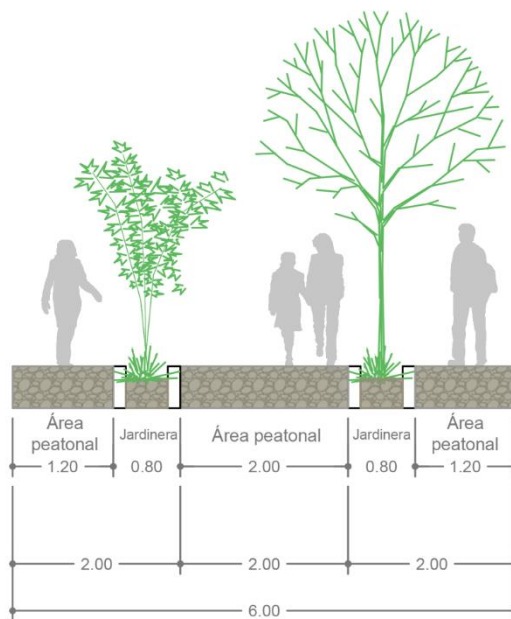 Área
peatonal
Jardinera
Área peatonal
Jardinera
Área
peatonal
1.20
0.80
2.00
0.80
1.20
2.00
2.00
2.00
6.00